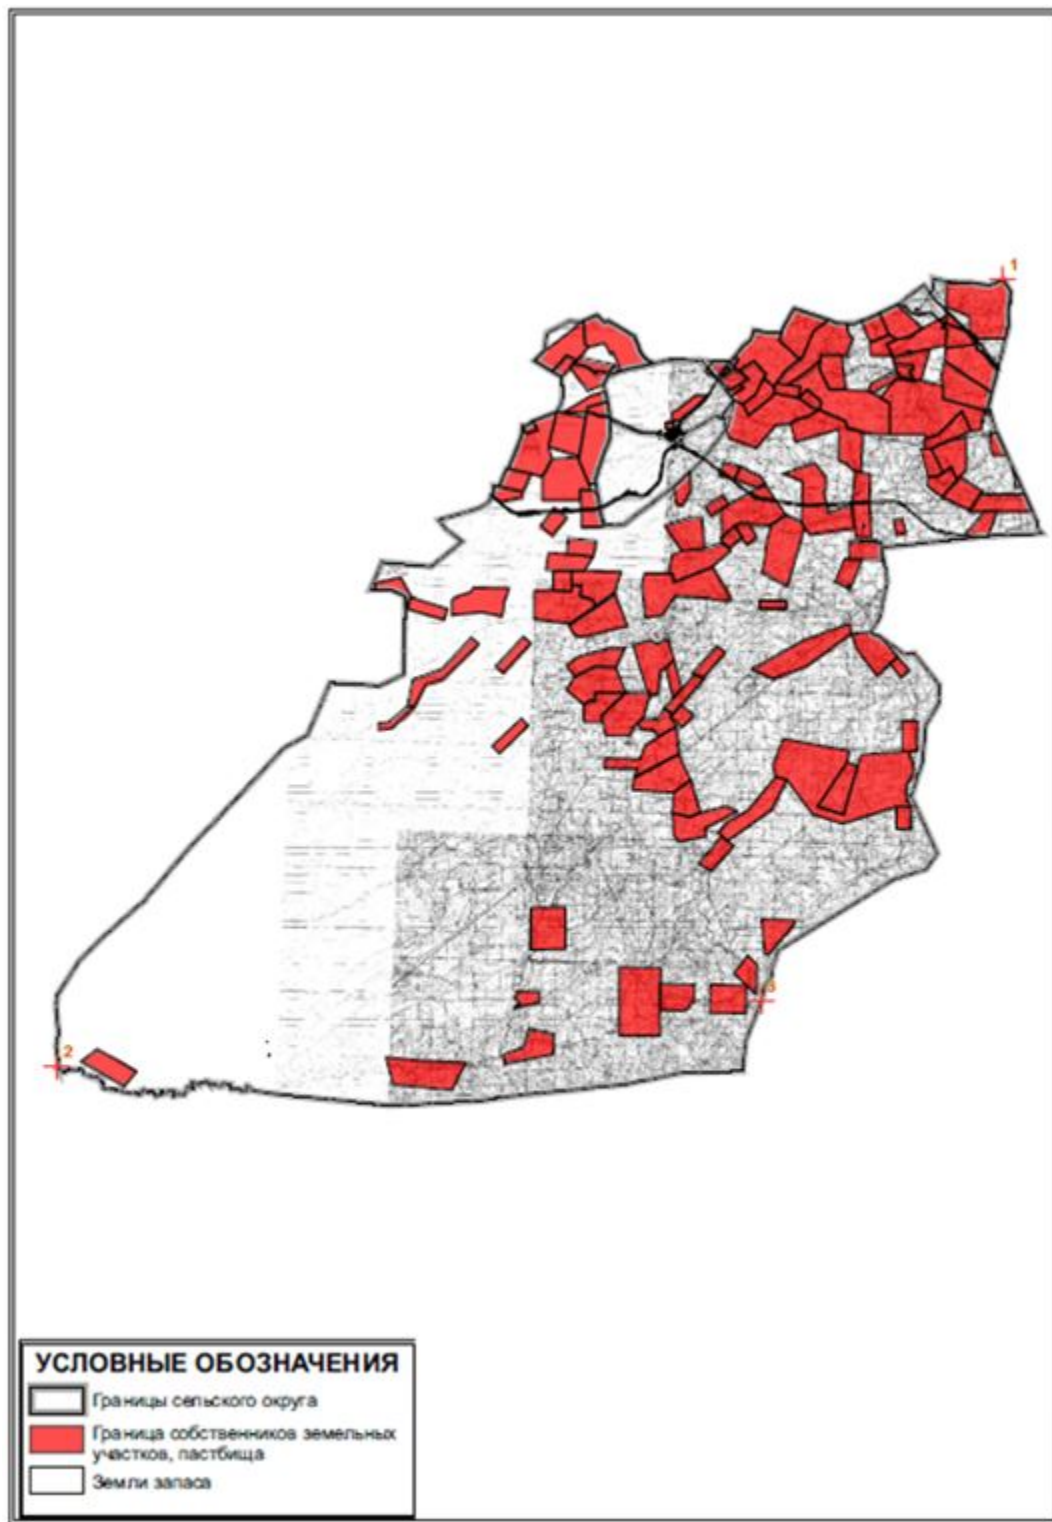 1
2
3
УСЛОВНЫЕ ОБОЗНАЧЕНИЯ
Границы сельского округа
Граница собственников земельных
участков, пастбища
Земли запаса